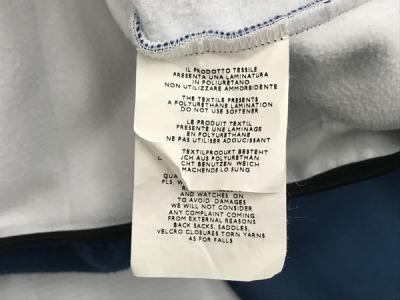 IL PRODOTTO TESSILE
PRESENTA UNA LAMINATURA
IN POLIURETANO
NON UTILIZZARE AMMORBIDENTE
THE TEXTILE PRESENTS
A POLYURETHANE LAMINATION
DO NOT USE SOFTENER
LE PRODUIT TEXTIL
PRESENTE UNE LAMINAGE
EN POLYURETHANE
NE PAS UTILISER ADOUCISSANT
TEXTILPRODUKT BESTEHT
AUCH AUS POLYURETHAN
BENUTZEN WEICH
MACHENDE LO SUNG
PLS,
AND WATCHES ON
TO AVOID DAMAGES
WE WILL NOT CONSIDER
ANY COMPLAINT COMING
FROM EXTERNAL REASONS
BACK SACKS, SADDLES,
VELCRO CLOSURES TORN YARNS
AS FOR FALLS